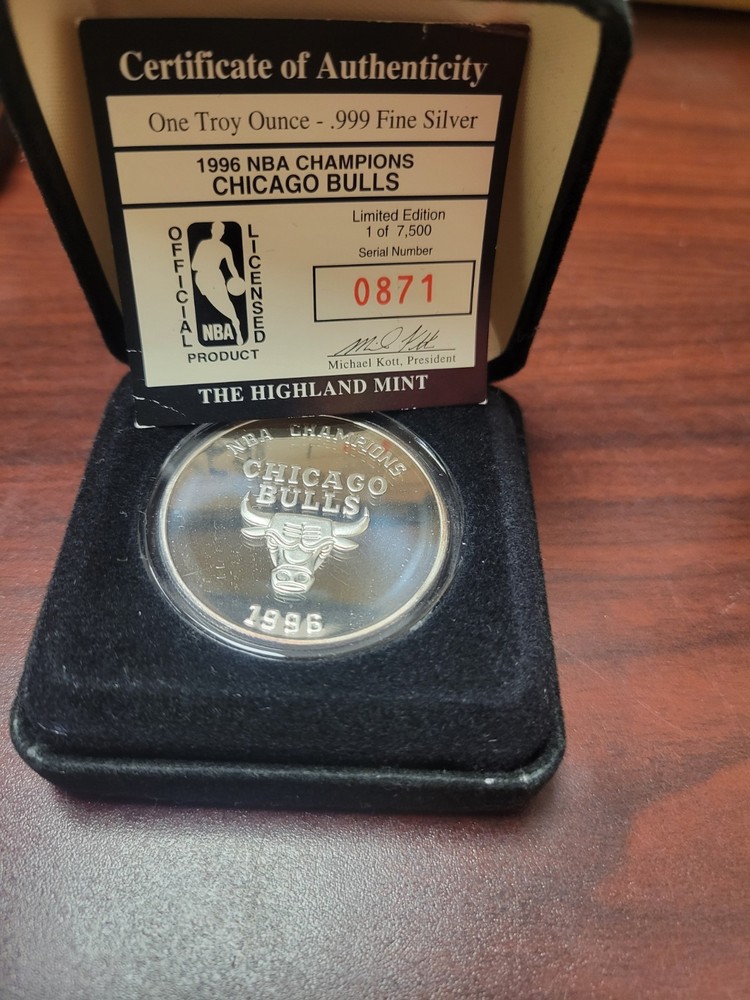 Certificate of Authenticity
One Troy Ounce - .999 Fine Silver
1996 NBA CHAMPIONS
CHICAGO BULLS
OFFICIAL
LICENSED
NBA
PRODUCT
Limited Edition
1 of 7,500
Serial Number
0871
Michael Kott, President
THE HIGHLAND MINT
NBA CHAMPIONS
CHICAGO
BULLS
1996